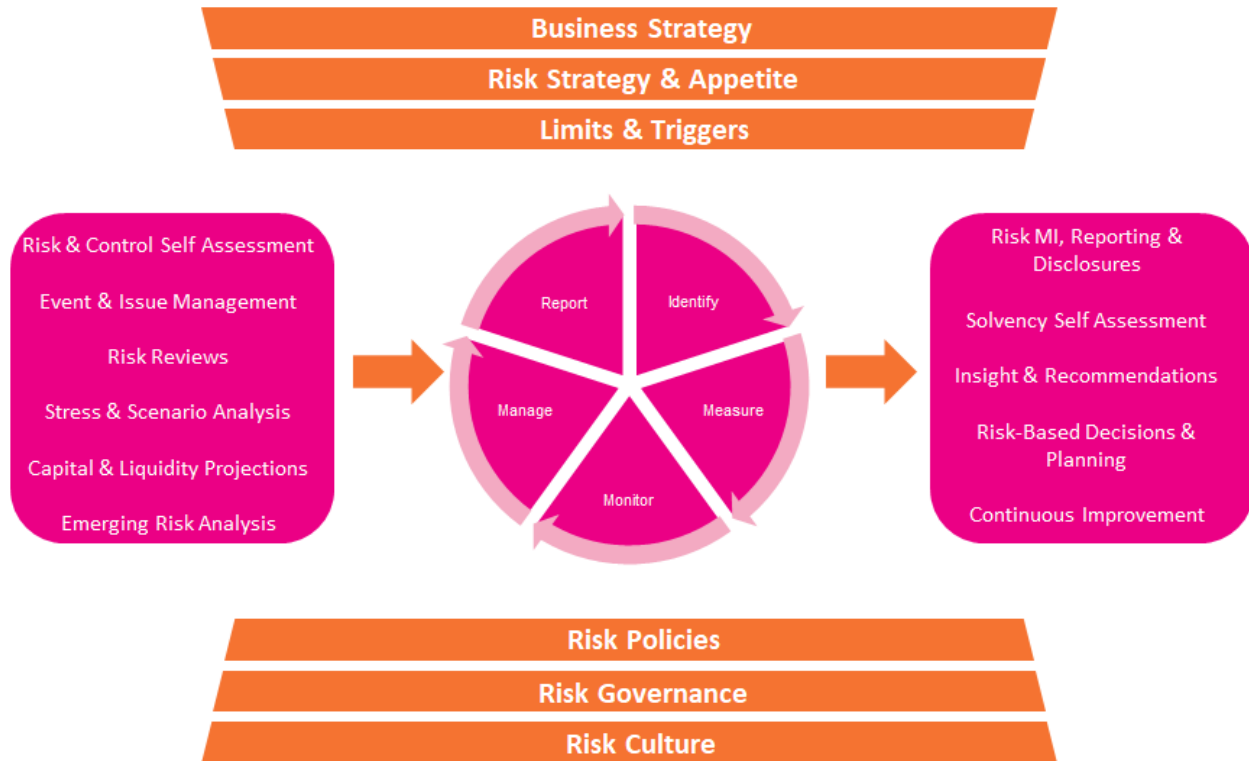 Business Strategy
Risk Strategy & Appetite
Limits & Triggers
Risk & Control Self Assessment
Event & Issue Management
Risk Reviews
Stress & Scenario Analysis
Capital & Liquidity Projections
Emerging Risk Analysis
Report
Identify
Manage
Measure
Monitor
Risk MI, Reporting &
Disclosures
Solvency Self Assessment
Insight & Recommendations
Risk-Based Decisions &
Planning
Continuous Improvement
Risk Policies
Risk Governance
Risk Culture